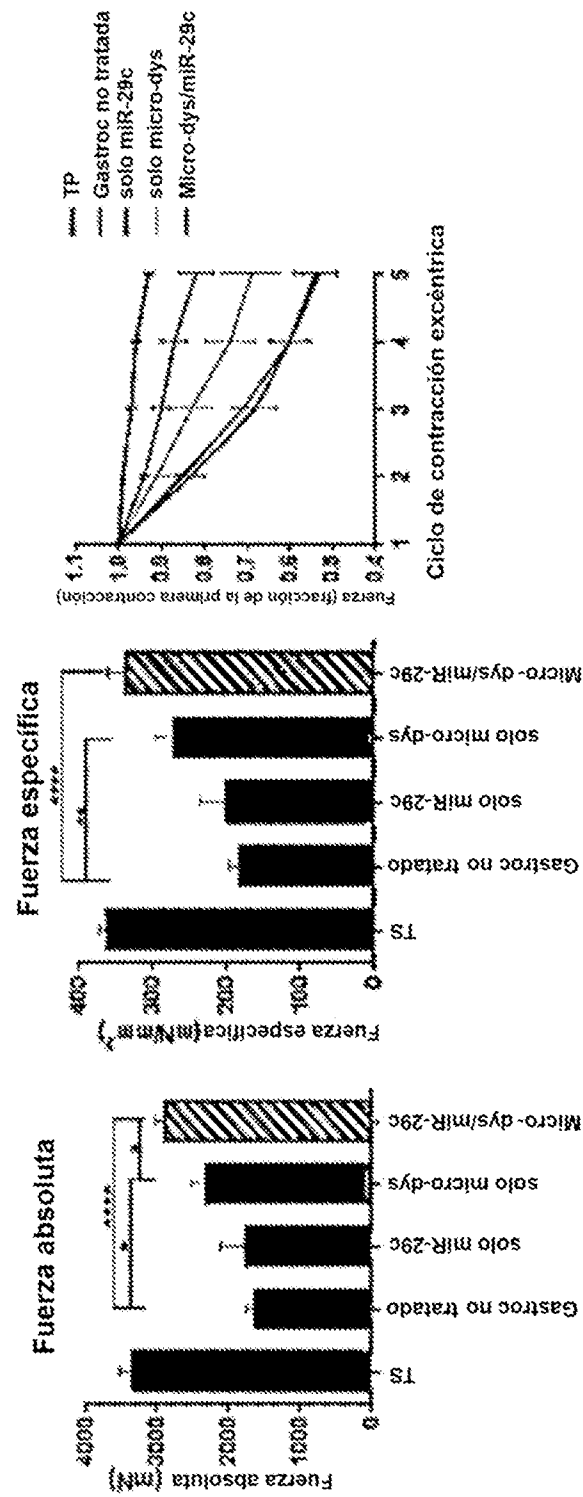 Fuerza absoluta
Fuerza absoluta (mN)
4000
3000
2000
1000
0
****
*
*
TS
Gastroc no tratado
solo miR-29c
solo micro-dys
Micro-dys/miR-29c
Fuerza específica
Fuerza específica(mN/mm²)
400
300
200
100
0
****
**
TS
Gastroc no tratado
solo miR-29c
solo micro-dys
Micro-dys/miR-29c
Fuerza (fracción de la primera contracción)
1.1
1.0
0.9
0.8
0.7
0.6
0.5
0.4
1 2 3 4 5
Ciclo de contracción excéntrica
TP
Gastroc no tratada
solo miR-29c
solo micro-dys
Micro-dys/miR-29c